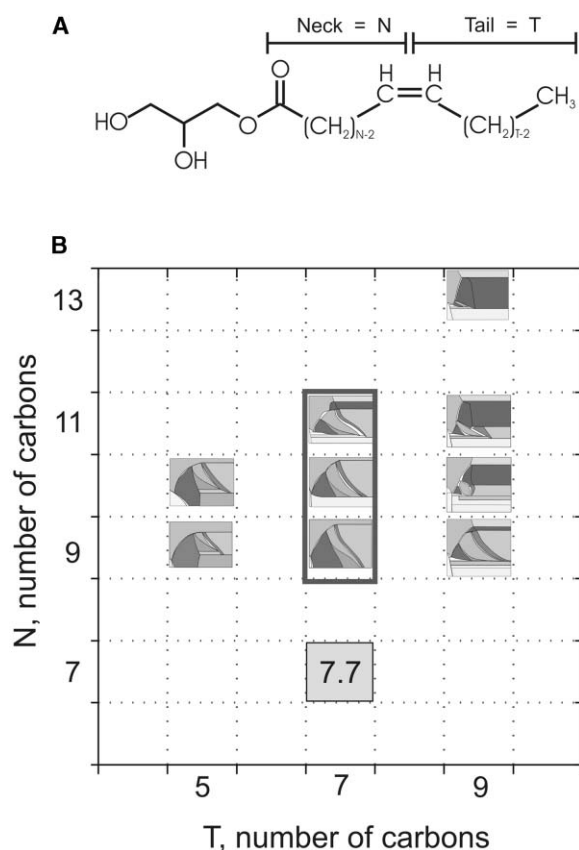 A
Neck = N Tail = T
O H H
C=C CH₃
HO O (CH₂)N-2 (CH₂)T-2
OH
B
13
11
9
7
7.7
5 7 9
N, number of carbons
T, number of carbons